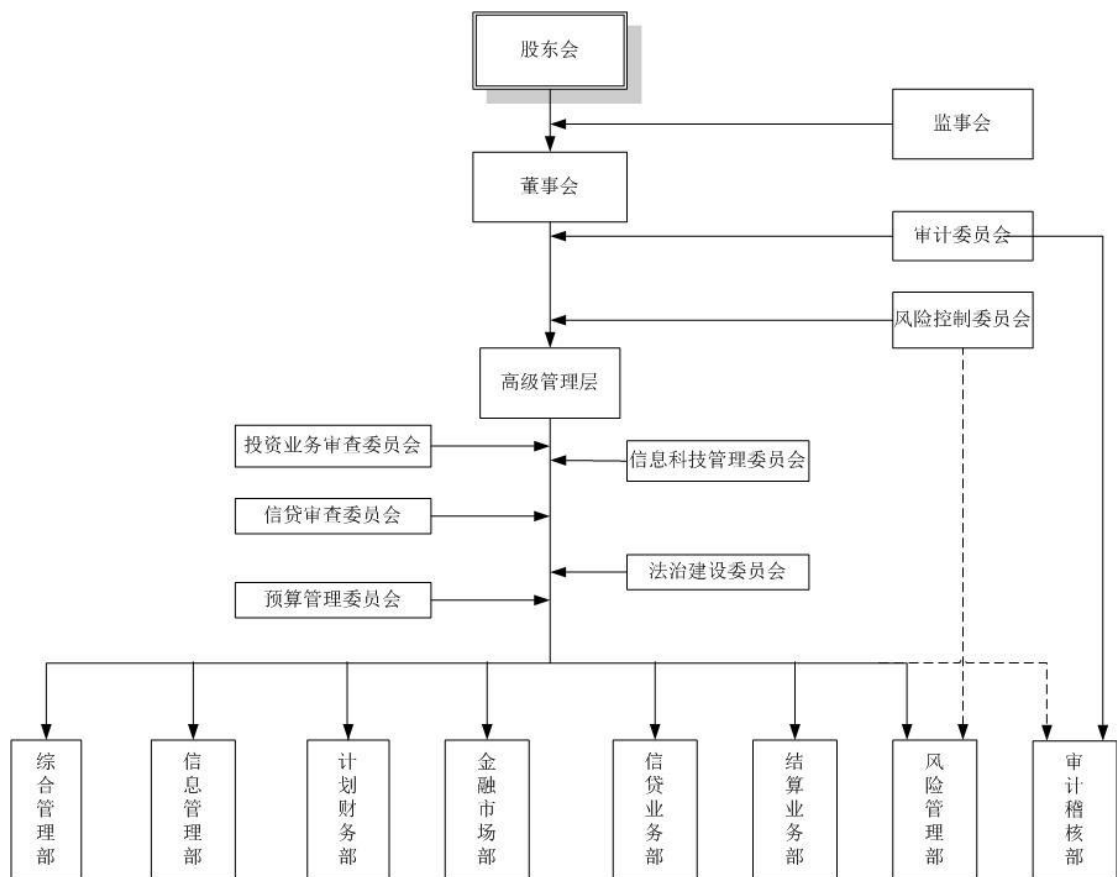 股东会
监事会
董事会
审计委员会
风险控制委员会
高级管理层
投资业务审查委员会
信息科技管理委员会
信贷审查委员会
法治建设委员会
预算管理委员会
综合管理部
信息管理部
计划财务部
金融市场部
信贷业务部
结算业务部
风险管理部
审计稽核部